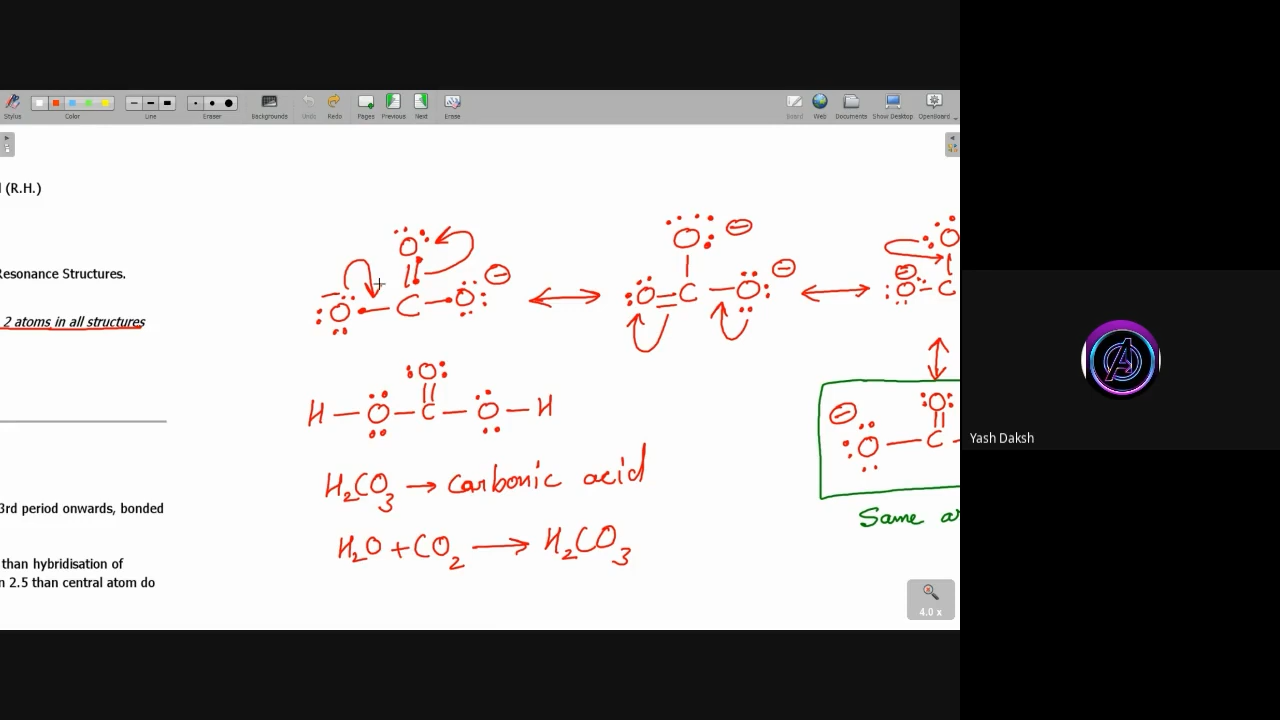 Stylus Color Line Eraser Backgrounds Undo Redo Pages Previous Next Erase Board Web Documents Show Desktop OpenBoard
(R.H.)
Resonance Structures.
2 atoms in all structures
3rd period onwards, bonded
than hybridisation of
2.5 than central atom do
O O C O ⊖ ↔ O ⊖ O = C – O ⊖ ↔ O ⊖ O – C
H – O – C – O – H
O
H₂CO₃ → carbonic acid
H₂O + CO₂ → H₂CO₃
⊖ O
O – C
Same
4.0 x
Yash Daksh